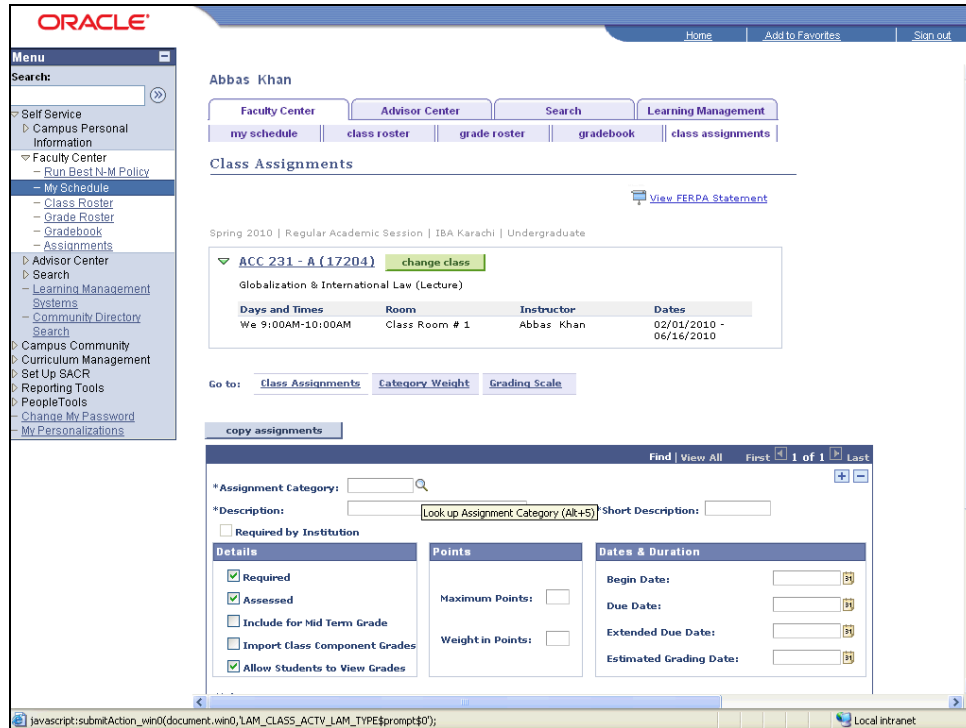 ORACLE'
Home | Add to Favorites | Sign out
Menu
Search:
Self Service
Campus Personal
Information
Faculty Center
Run Best N-M Policy
My Schedule
Class Roster
Grade Roster
Gradebook
Assignments
Advisor Center
Search
Learning Management
Systems
Community Directory
Search
Campus Community
Curriculum Management
Set Up SACR
Reporting Tools
PeopleTools
Change My Password
My Personalizations
Abbas Khan
Faculty Center Advisor Center Search Learning Management
my schedule class roster grade roster gradebook class assignments
Class Assignments
View FERPA Statement
Spring 2010 | Regular Academic Session | IBA Karachi | Undergraduate
ACC 231 - A (17204) change class
Globalization & International Law (Lecture)
Days and Times Room Instructor Dates
We 9:00AM-10:00AM Class Room # 1 Abbas Khan 02/01/2010 -
06/16/2010
Go to: Class Assignments Category Weight Grading Scale
copy assignments
Find | View All First 1 of 1 Last
*Assignment Category:
*Description: Look up Assignment Category (Alt+5) *Short Description:
Required by Institution
Details Points Dates & Duration
Required
Assessed
Include for Mid Term Grade
Import Class Component Grades
Allow Students to View Grades
Maximum Points:
Weight in Points:
Begin Date:
Due Date:
Extended Due Date:
Estimated Grading Date:
javascript:submitAction_win0(document.win0,'LAM_CLASS_ACTV_LAM_TYPE$prompt$0'); Local intranet